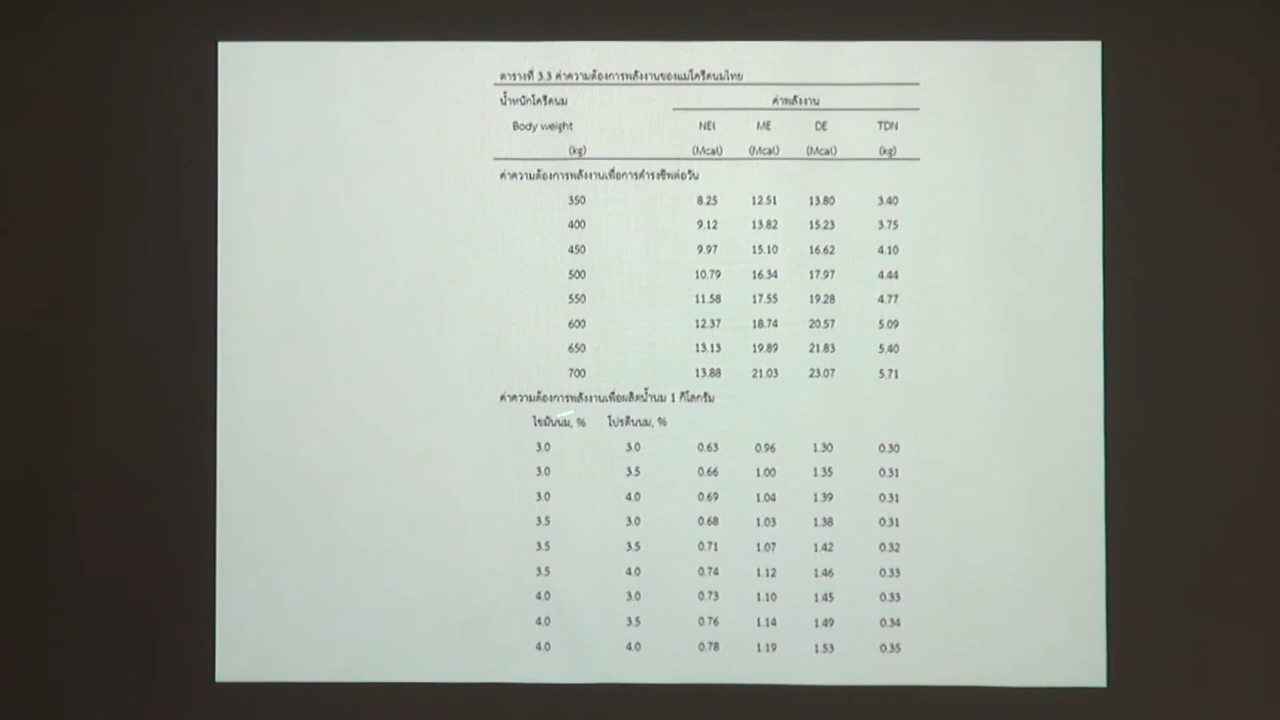 ตารางที่ 3.3 ค่าความต้องการพลังงานของแม่โครีดนมไทย
น้ำหนักโครีดนม ค่าพลังงาน
Body weight NEl ME DE TDN
(kg) (Mcal) (Mcal) (Mcal) (kg)
ค่าความต้องการพลังงานเพื่อการดำรงชีพต่อวัน
350 8.25 12.51 13.80 3.40
400 9.12 13.82 15.23 3.75
450 9.97 15.10 16.62 4.10
500 10.79 16.34 17.97 4.44
550 11.58 17.55 19.28 4.77
600 12.37 18.74 20.57 5.09
650 13.13 19.89 21.83 5.40
700 13.88 21.03 23.07 5.71
ค่าความต้องการพลังงานเพื่อผลิตน้ำนม 1 กิโลกรัม
ไขมันนม, % โปรตีนนม, %
3.0 3.0 0.63 0.96 1.30 0.30
3.0 3.5 0.66 1.00 1.35 0.31
3.0 4.0 0.69 1.04 1.39 0.31
3.5 3.0 0.68 1.03 1.38 0.31
3.5 3.5 0.71 1.07 1.42 0.32
3.5 4.0 0.74 1.12 1.46 0.33
4.0 3.0 0.73 1.10 1.45 0.33
4.0 3.5 0.76 1.14 1.49 0.34
4.0 4.0 0.78 1.19 1.53 0.35